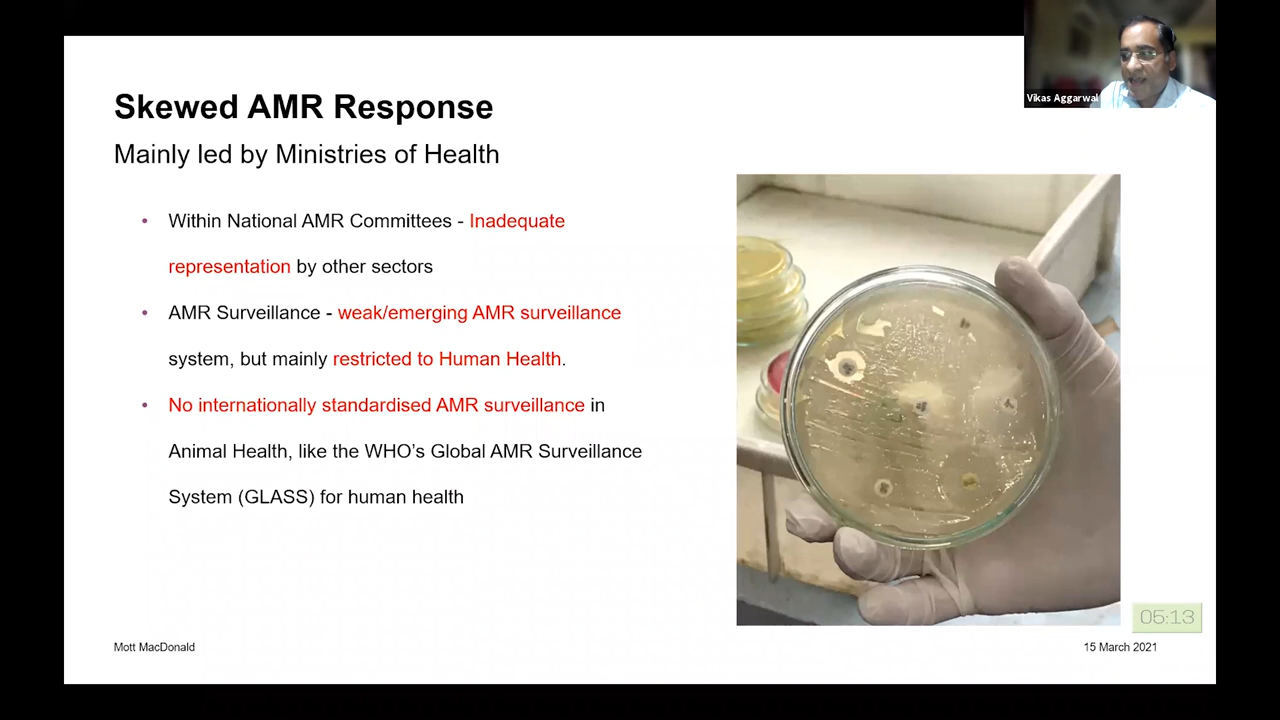 Vikas Aggarwal
Skewed AMR Response
Mainly led by Ministries of Health
• Within National AMR Committees - Inadequate
representation by other sectors
• AMR Surveillance - weak/emerging AMR surveillance
system, but mainly restricted to Human Health.
• No internationally standardised AMR surveillance in
Animal Health, like the WHO’s Global AMR Surveillance
System (GLASS) for human health
05:13
Mott MacDonald
15 March 2021